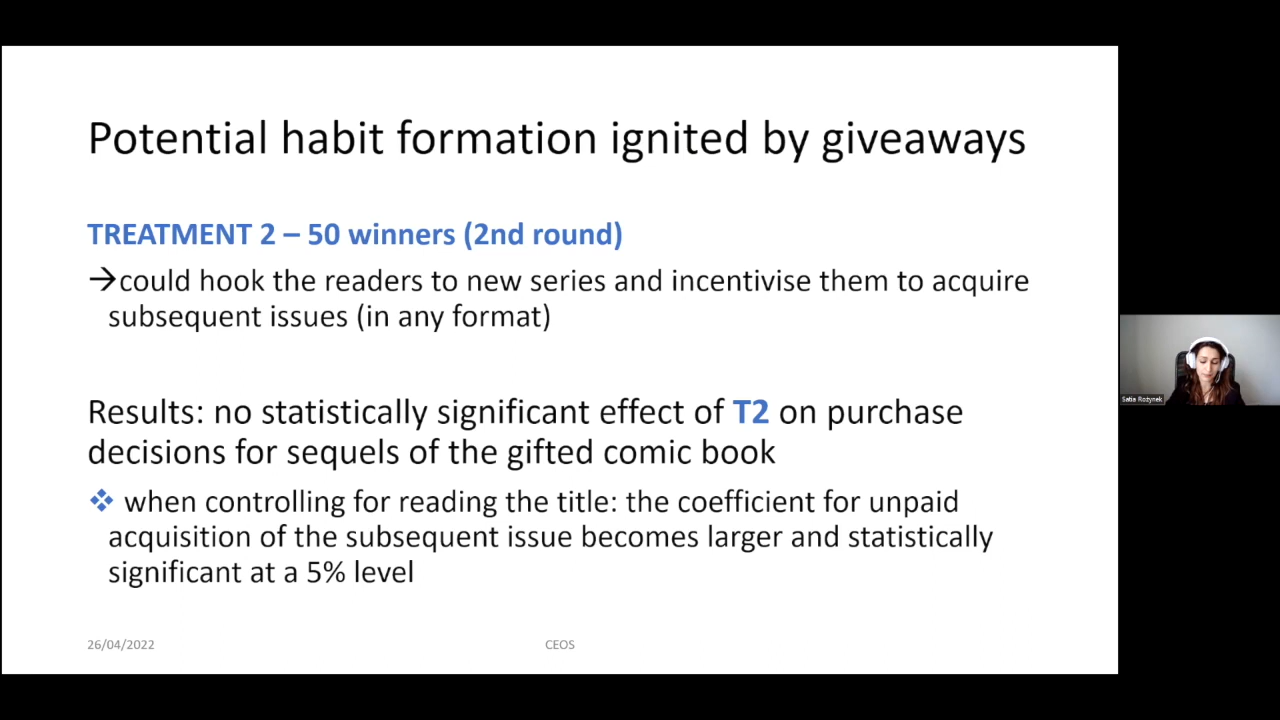 Potential habit formation ignited by giveaways
TREATMENT 2 – 50 winners (2nd round)
→could hook the readers to new series and incentivise them to acquire
subsequent issues (in any format)
Results: no statistically significant effect of T2 on purchase
decisions for sequels of the gifted comic book
❖ when controlling for reading the title: the coefficient for unpaid
acquisition of the subsequent issue becomes larger and statistically
significant at a 5% level
26/04/2022
CEOS
Satia Rożynek